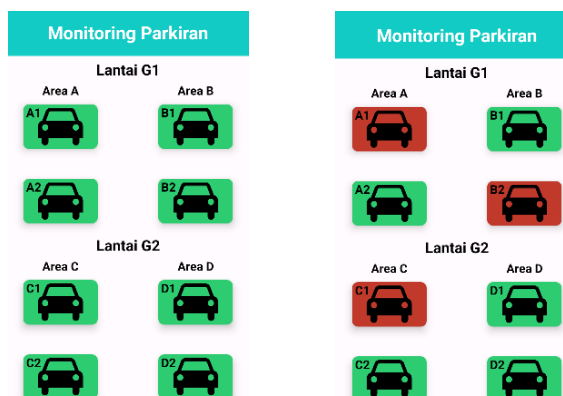 Monitoring Parkiran
Lantai G1
Area A Area B
A1 B1
A2 B2
Lantai G2
Area C Area D
C1 D1
C2 D2
Monitoring Parkiran
Lantai G1
Area A Area B
A1 B1
A2 B2
Lantai G2
Area C Area D
C1 D1
C2 D2